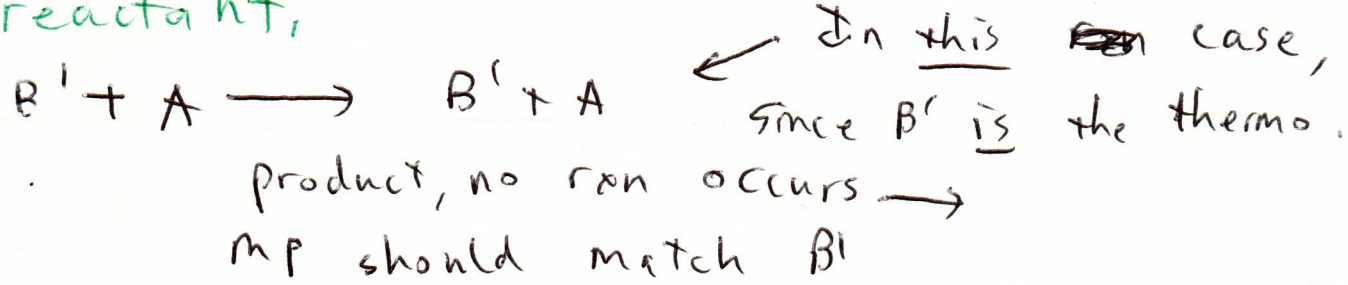 reactant,
In this case,
B' + A ⟶ B' + A ↙ since B' is the thermo.
product, no rxn occurs ⟶
mp should match B'